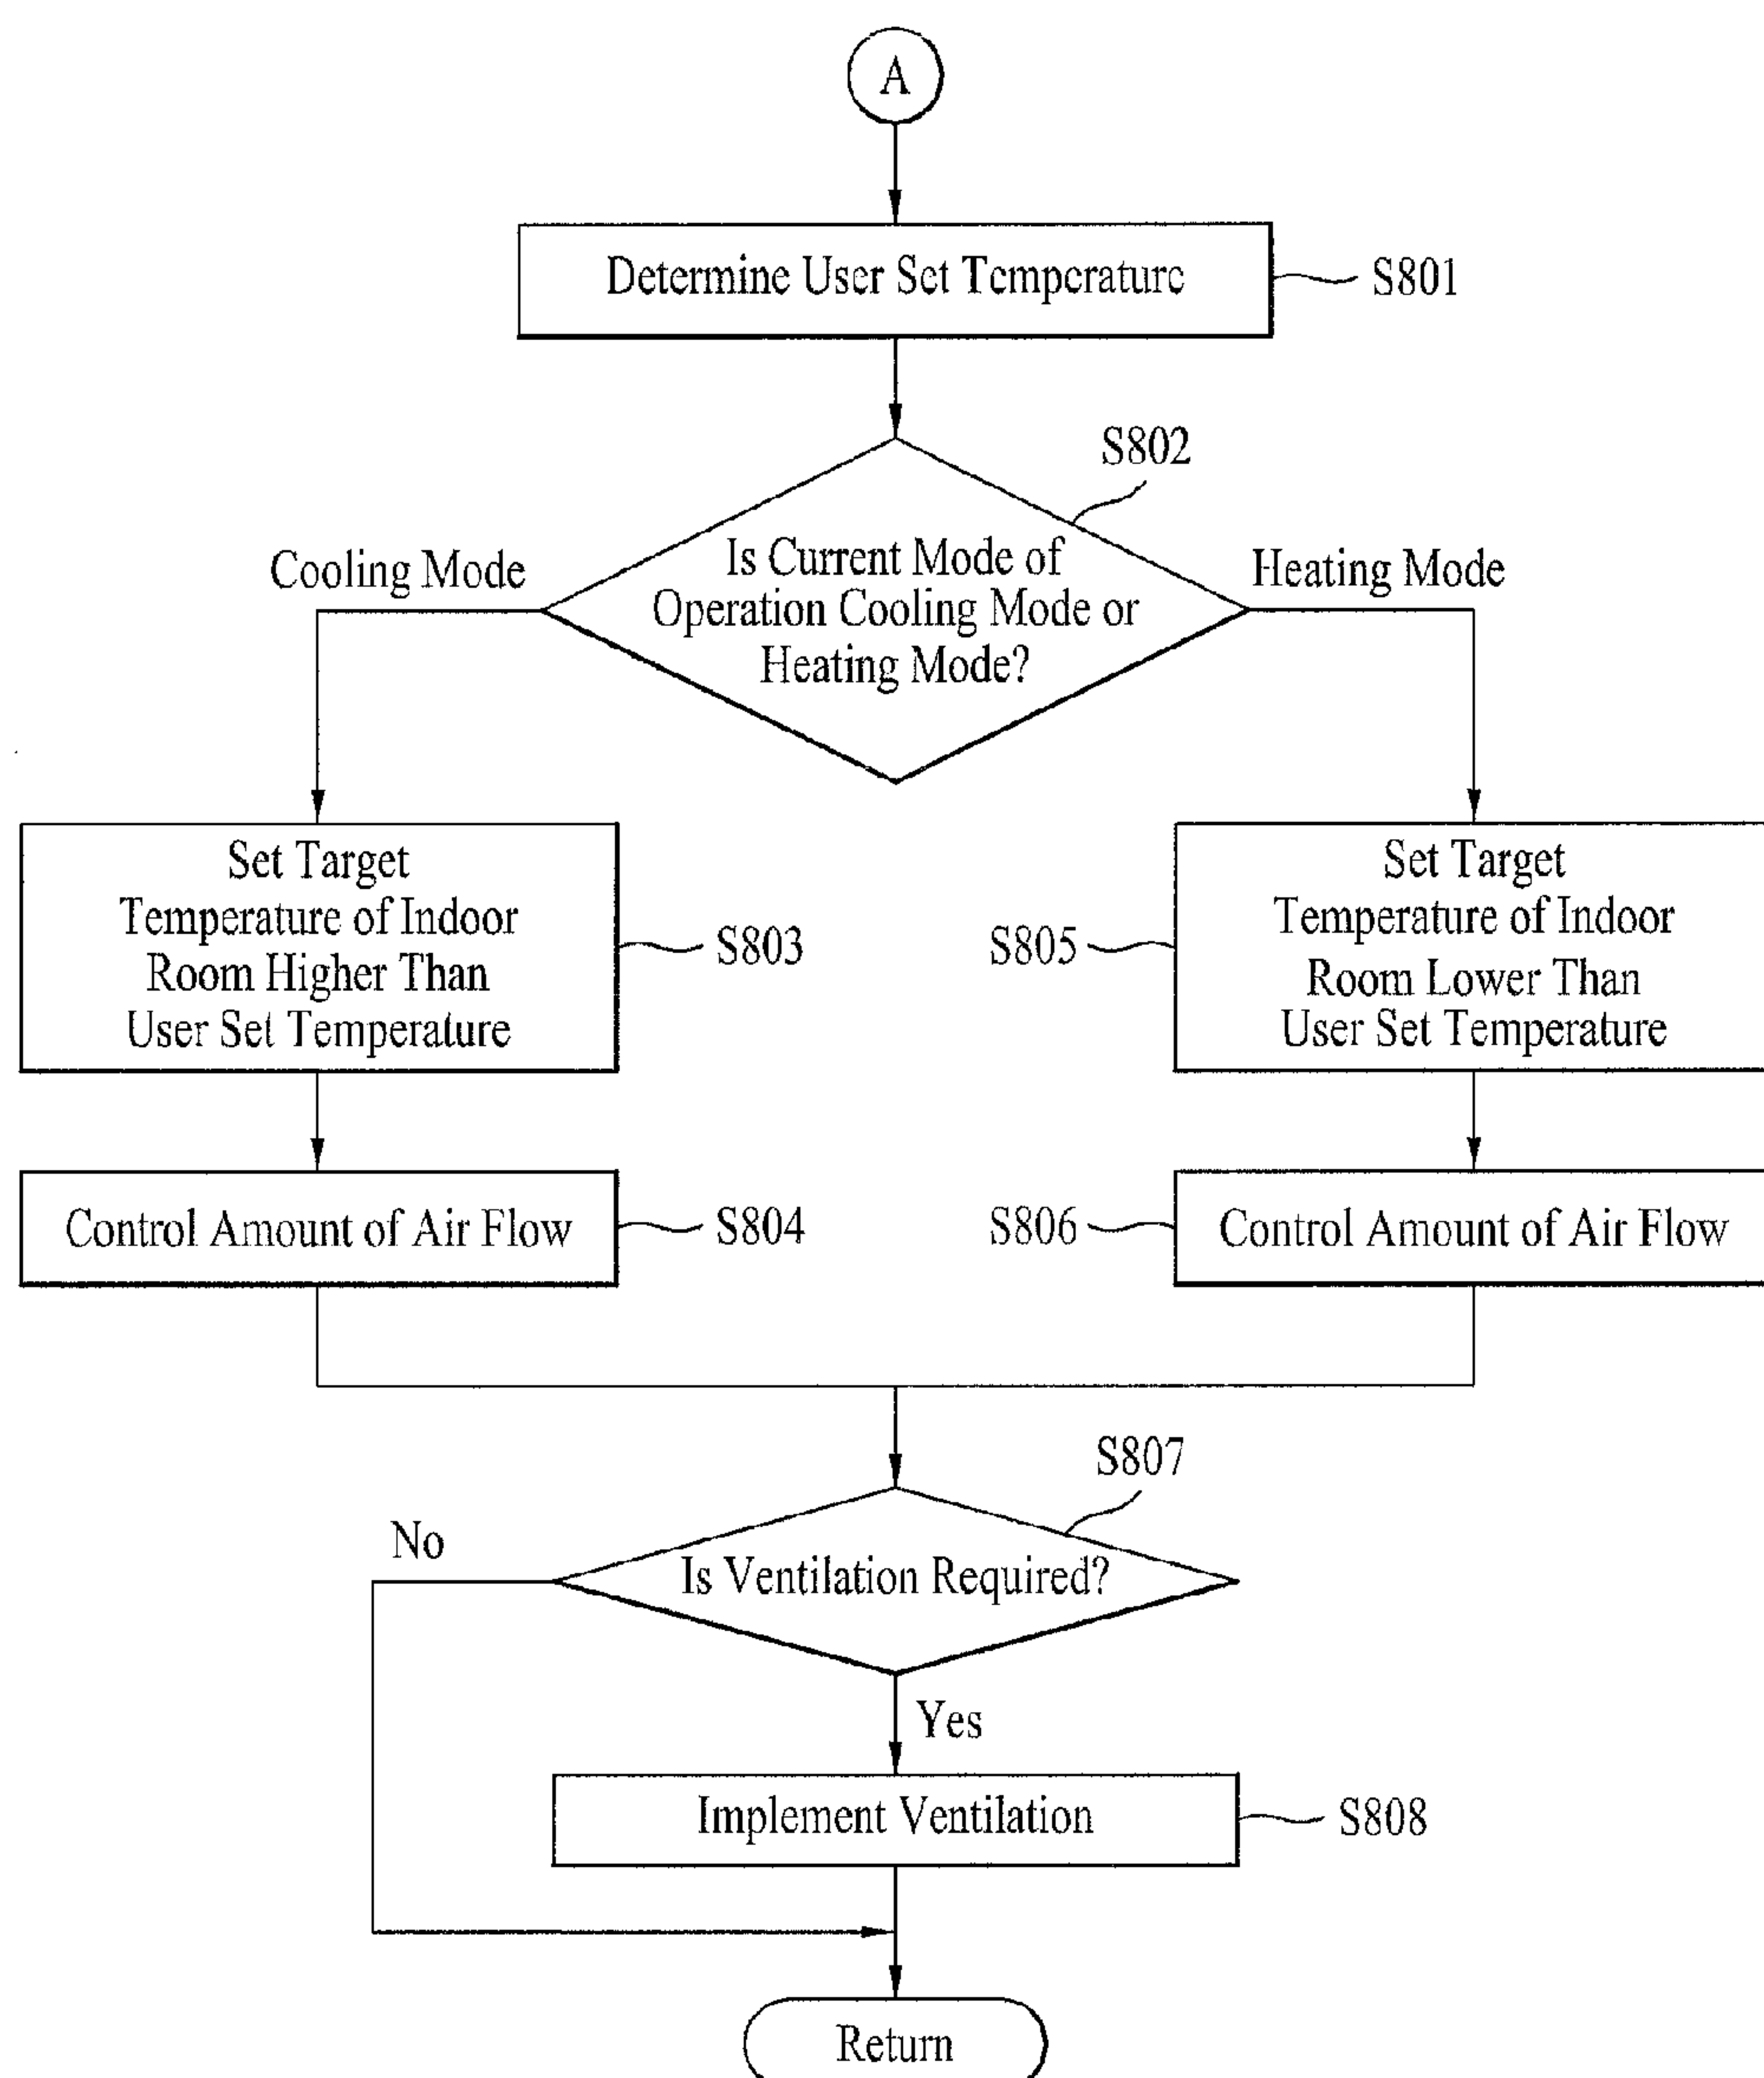 A
Determine User Set Temperature
S801
S802
Is Current Mode of
Operation Cooling Mode or
Heating Mode?
Cooling Mode
Heating Mode
Set Target
Temperature of Indoor
Room Higher Than
User Set Temperature
S803
S805
Set Target
Temperature of Indoor
Room Lower Than
User Set Temperature
Control Amount of Air Flow
S804
S806
Control Amount of Air Flow
S807
No
Is Ventilation Required?
Yes
Implement Ventilation
S808
Return